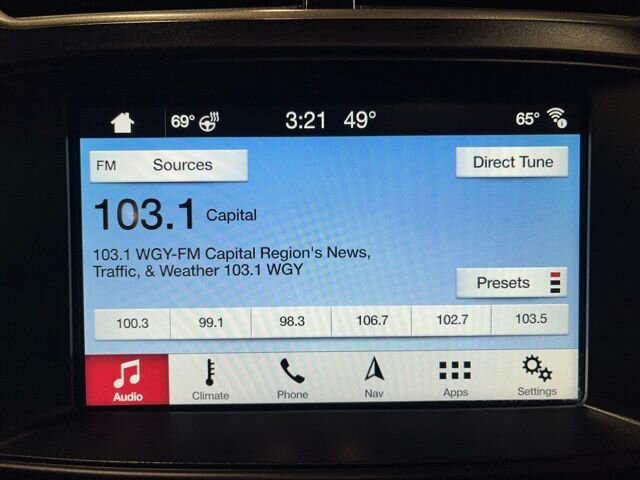 69° 3:21 49° 65°
FM Sources Direct Tune
103.1 Capital
103.1 WGY-FM Capital Region's News,
Traffic, & Weather 103.1 WGY
Presets
100.3 99.1 98.3 106.7 102.7 103.5
Audio Climate Phone Nav Apps Settings